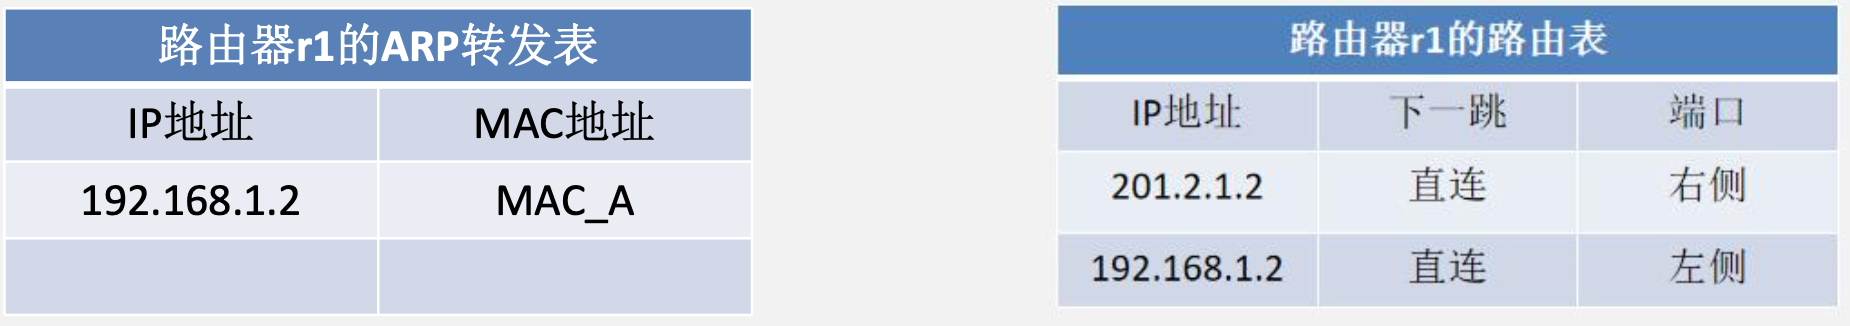 路由器r1的ARP转发表
IP地址 MAC地址
192.168.1.2 MAC_A
路由器r1的路由表
IP地址 下一跳 端口
201.2.1.2 直连 右侧
192.168.1.2 直连 左侧